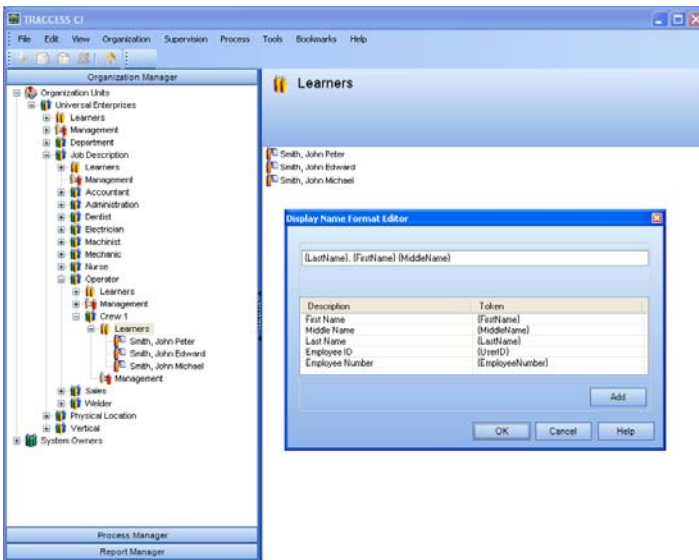 TRACCESS CI
File Edit View Organization Supervision Process Tools Bookmarks Help
Organization Manager
Organization Units
Universal Enterprises
Learners
Management
Department
Job Description
Learners
Management
Accountant
Administration
Dentist
Electrician
Machinist
Mechanic
Nurse
Operator
Learners
Management
Crew 1
Learners
Smith, John Peter
Smith, John Edward
Smith, John Michael
Management
Sales
Welder
Physical Location
Vertical
System Owners
Process Manager
Report Manager
Learners
Smith, John Peter
Smith, John Edward
Smith, John Michael
Display Name Format Editor
{LastName}, {FirstName} {MiddleName}
Description Token
First Name {FirstName}
Middle Name {MiddleName}
Last Name {LastName}
Employee ID {UserID}
Employee Number {EmployeeNumber}
Add
OK Cancel Help